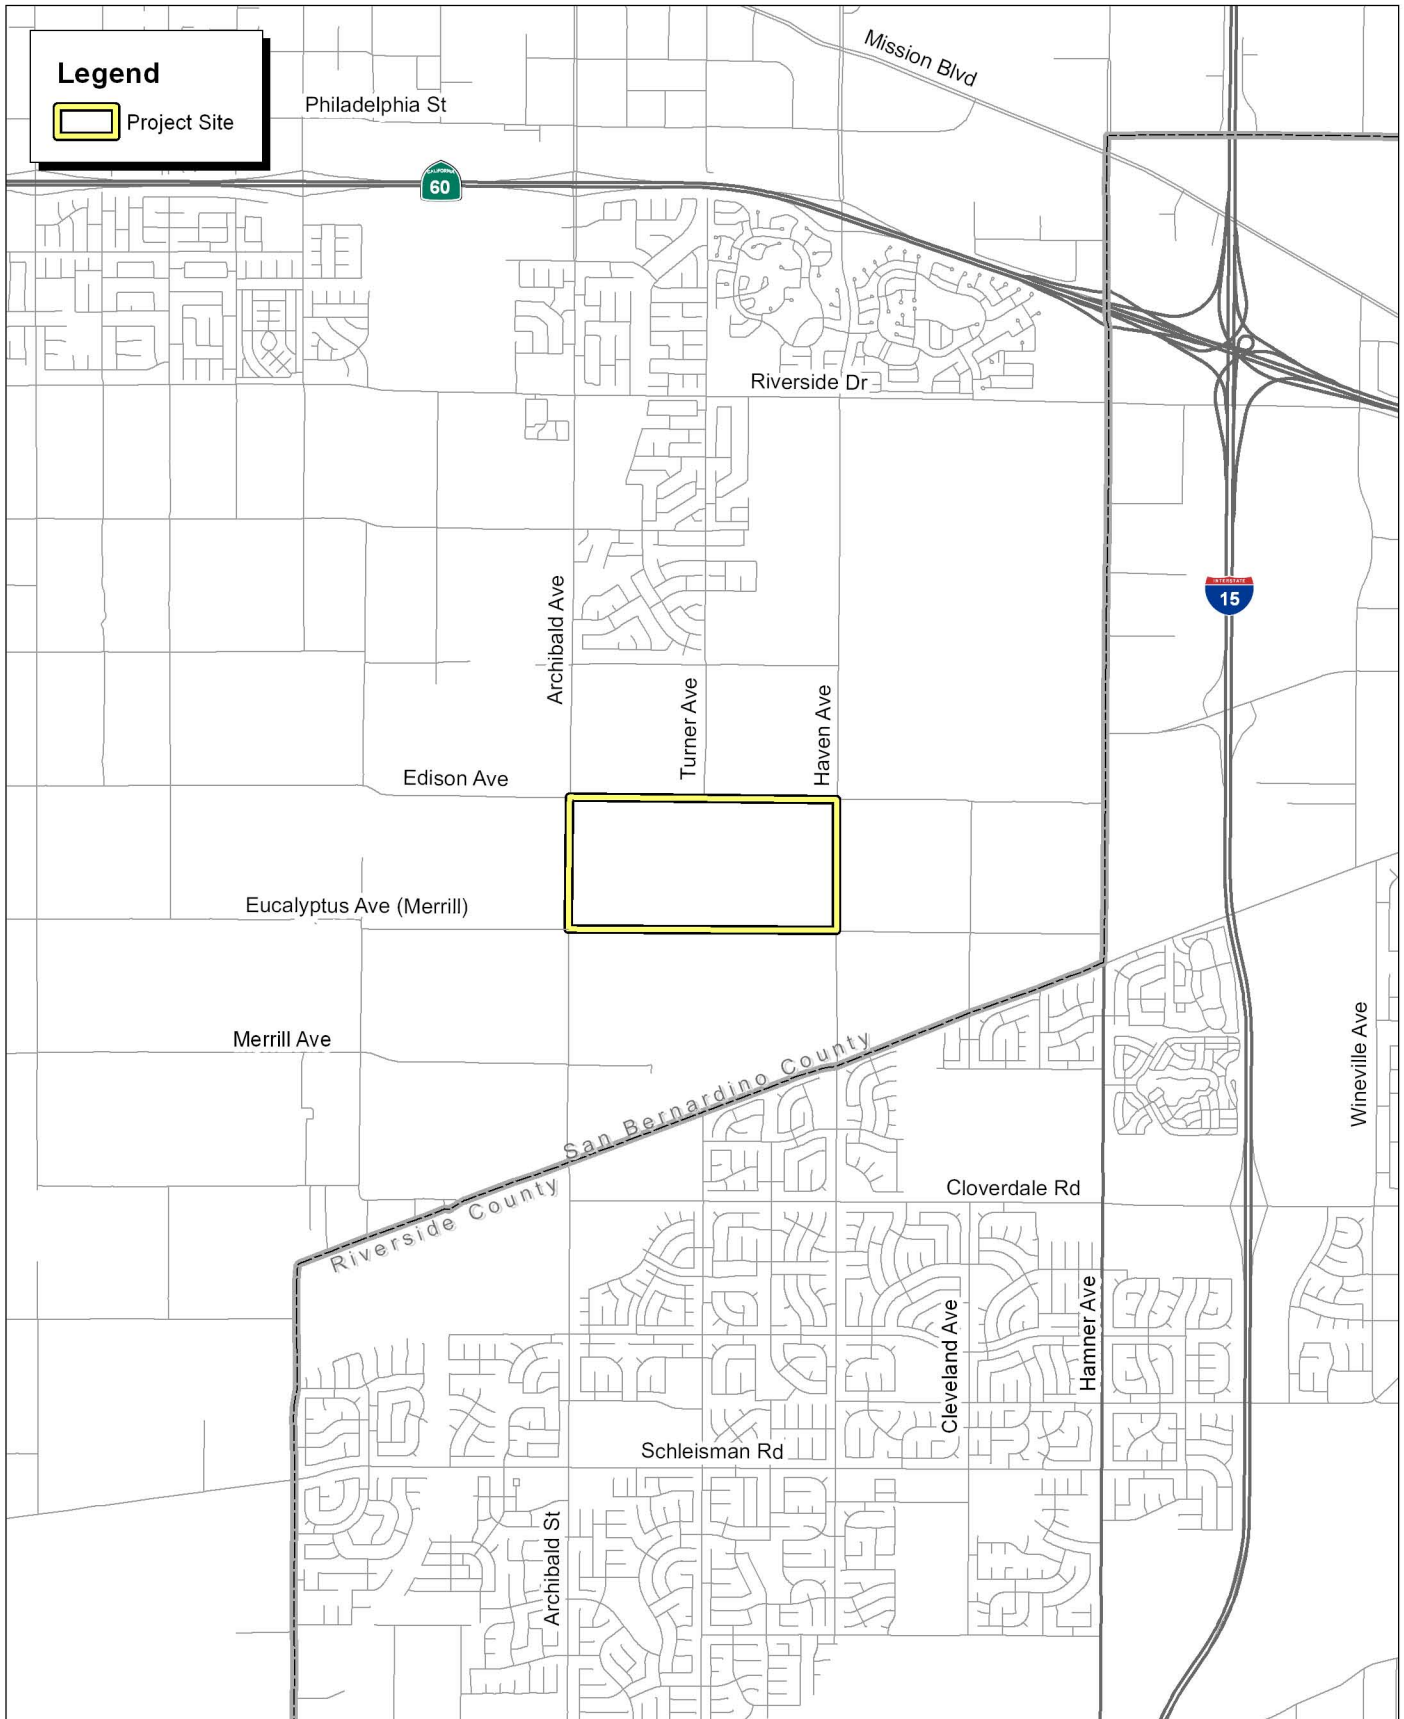 Mission Blvd
Legend
Project Site
Philadelphia St
CALIFORNIA
60
Riverside Dr
INTERSTATE
15
Archibald Ave
Turner Ave
Haven Ave
Edison Ave
Eucalyptus Ave (Merrill)
Merrill Ave
San Bernardino County
Riverside County
Wineville Ave
Cloverdale Rd
Cleveland Ave
Hamner Ave
Schleisman Rd
Archibald St